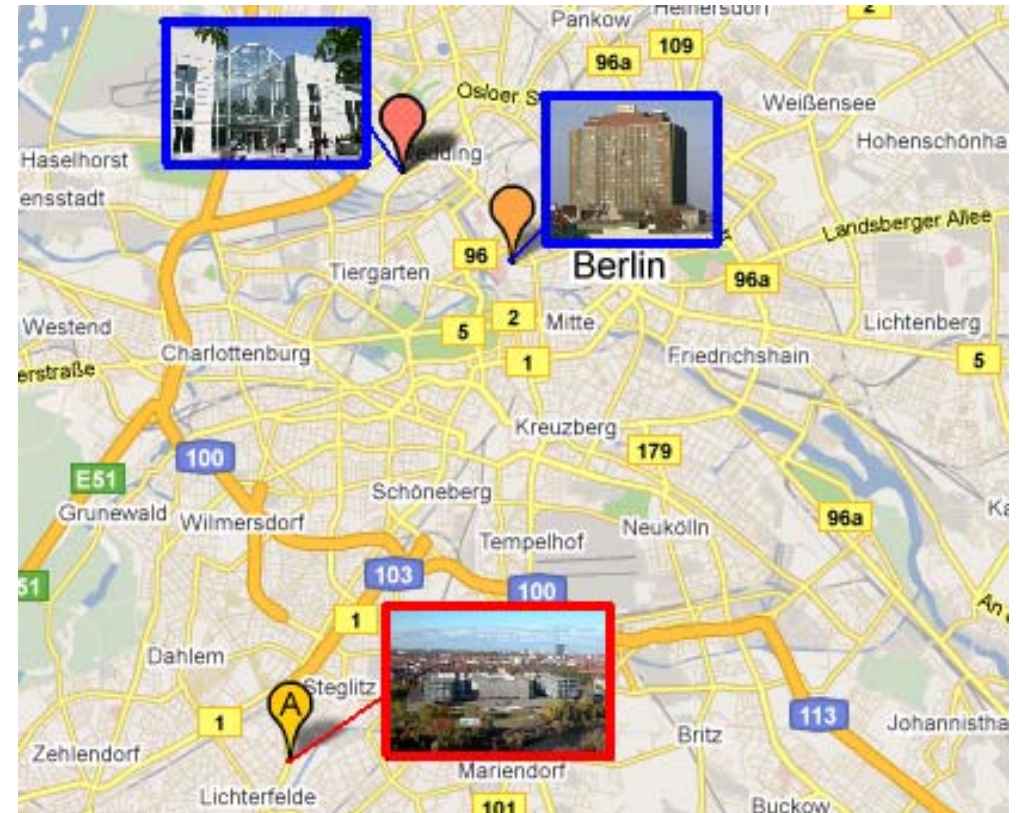 Pankow
Heinersdorf
2
109
96a
Osloer S
Weißensee
Hohenschönha
Haselhorst
Wedding
ensstadt
Landsberger Allee
96
Berlin
Tiergarten
96a
Westend
2
Mitte
Lichtenberg
5
1
Charlottenburg
Friedrichshain
5
erstraße
Kreuzberg
179
100
E51
Schöneberg
Grunewald
Wilmersdorf
96a
Ka
Neukölln
Tempelhof
103
51
100
An
1
Dahlem
Steglitz
A
1
113
Johannistha
Britz
Zehlendorf
Mariendorf
Lichterfelde
101
Buckow